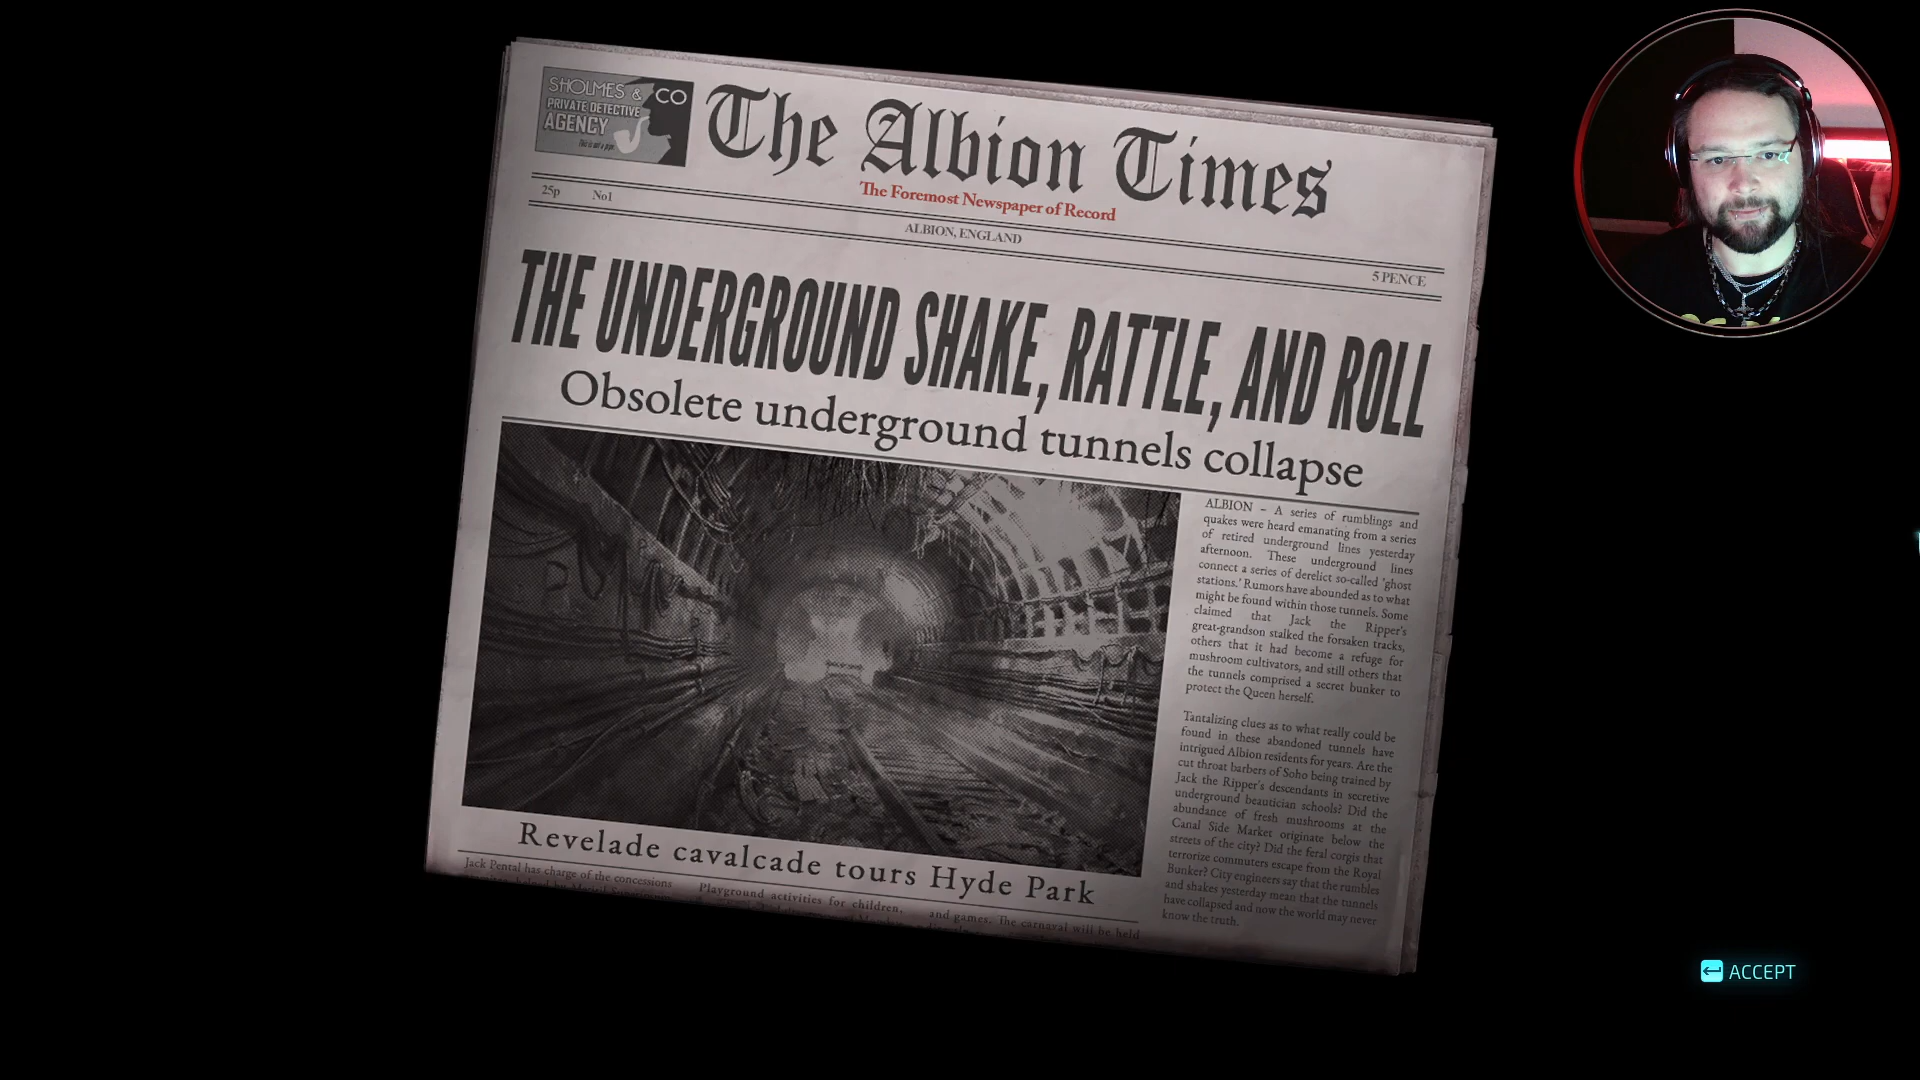 SHOLMES & CO
PRIVATE DETECTIVE
AGENCY
This is not a pipe
The Albion Times
The Foremost Newspaper of Record
25p No1
ALBION, ENGLAND
5 PENCE
THE UNDERGROUND SHAKE, RATTLE, AND ROLL
Obsolete underground tunnels collapse
ALBION – A series of rumblings and
quakes were heard emanating from a series
of retired underground lines yesterday
afternoon. These underground lines
connect a series of derelict so-called 'ghost
stations.' Rumors have abounded as to what
might be found within those tunnels. Some
claimed that Jack the Ripper's
great-grandson stalked the forsaken tracks,
others that it had become a refuge for
mushroom cultivators, and still others that
the tunnels comprised a secret bunker to
protect the Queen herself.
Tantalizing clues as to what really could be
found in these abandoned tunnels have
intrigued Albion residents for years. Are the
cut throat barbers of Soho being trained by
Jack the Ripper's descendants in secretive
underground beautician schools? Did the
abundance of fresh mushrooms at the
Canal Side Market originate below the
streets of the city? Did the feral corgis that
terrorize commuters escape from the Royal
Bunker? City engineers say that the rumbles
and shakes yesterday mean that the tunnels
have collapsed and now the world may never
know the truth.
Revelade cavalcade tours Hyde Park
Jack Pental has charge of the concessions
Playground activities for children,
and games. The carnaval will be held
ACCEPT